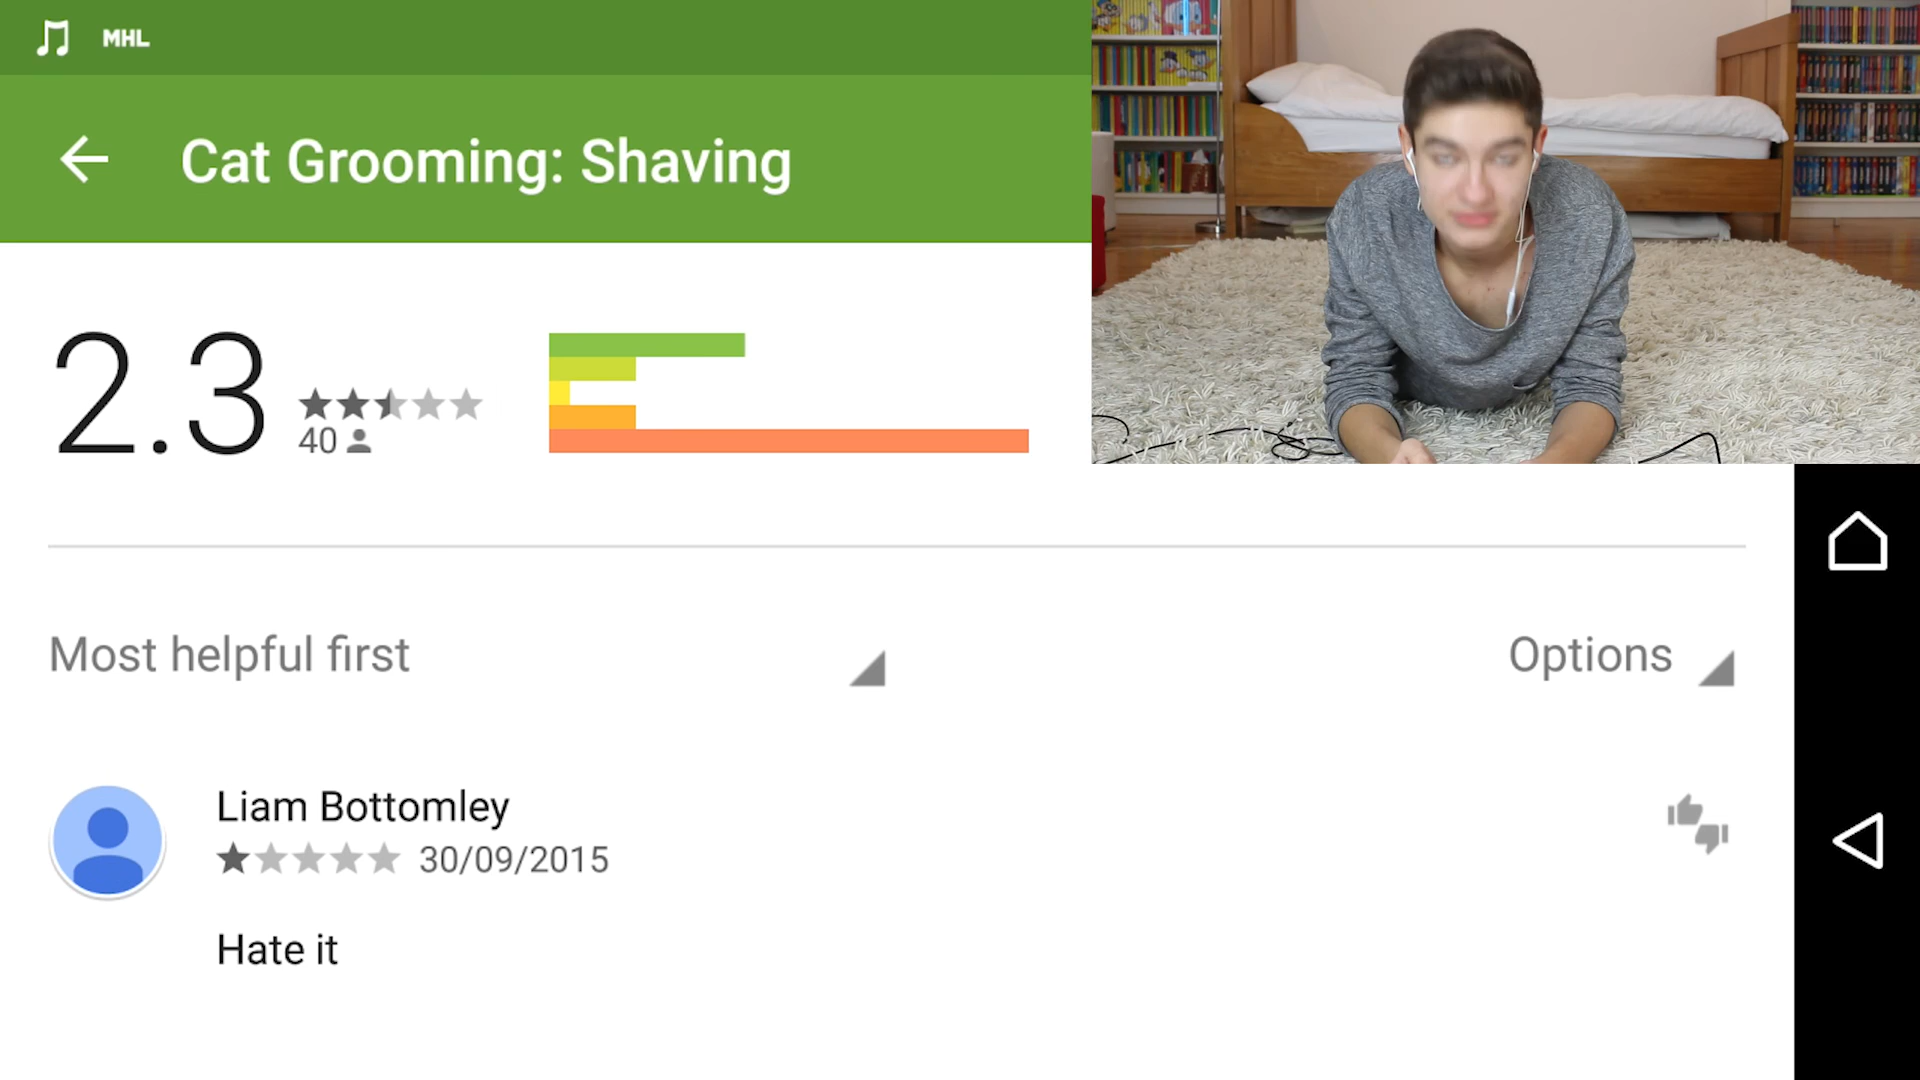 MHL
Cat Grooming: Shaving
2.3
40
Most helpful first
Options
Liam Bottomley
30/09/2015
Hate it